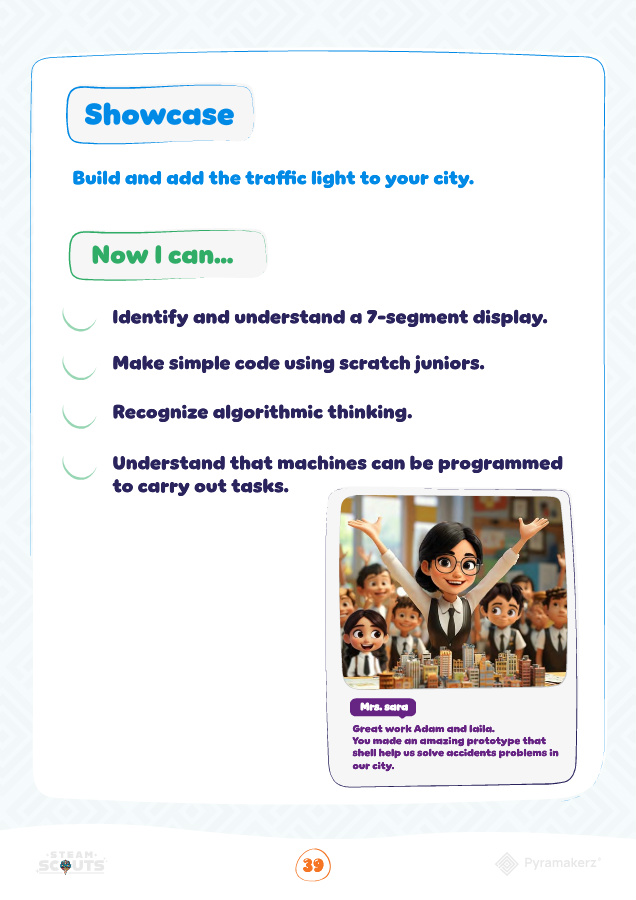 Showcase
Build and add the traffic light to your city.
Now I can...
Identify and understand a 7-segment display.
Make simple code using scratch juniors.
Recognize algorithmic thinking.
Understand that machines can be programmed
to carry out tasks.
Mrs. sara
Great work Adam and laila.
You made an amazing prototype that
shell help us solve accidents problems in
our city.
STEAM
SCOUTS
39
Pyramakerz